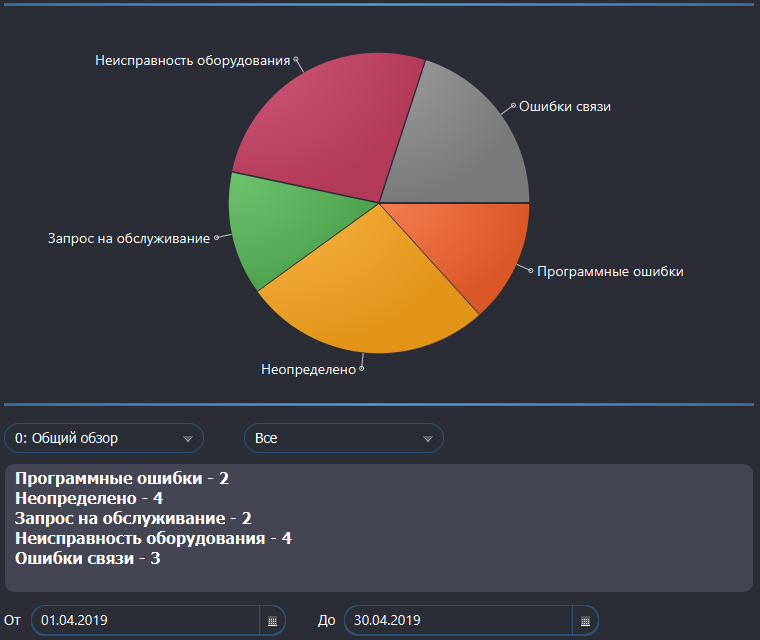 Неисправность оборудования
Ошибки связи
Запрос на обслуживание
Программные ошибки
Неопределено
0: Общий обзор
Все
Программные ошибки - 2
Неопределено - 4
Запрос на обслуживание - 2
Неисправность оборудования - 4
Ошибки связи - 3
От 01.04.2019 До 30.04.2019